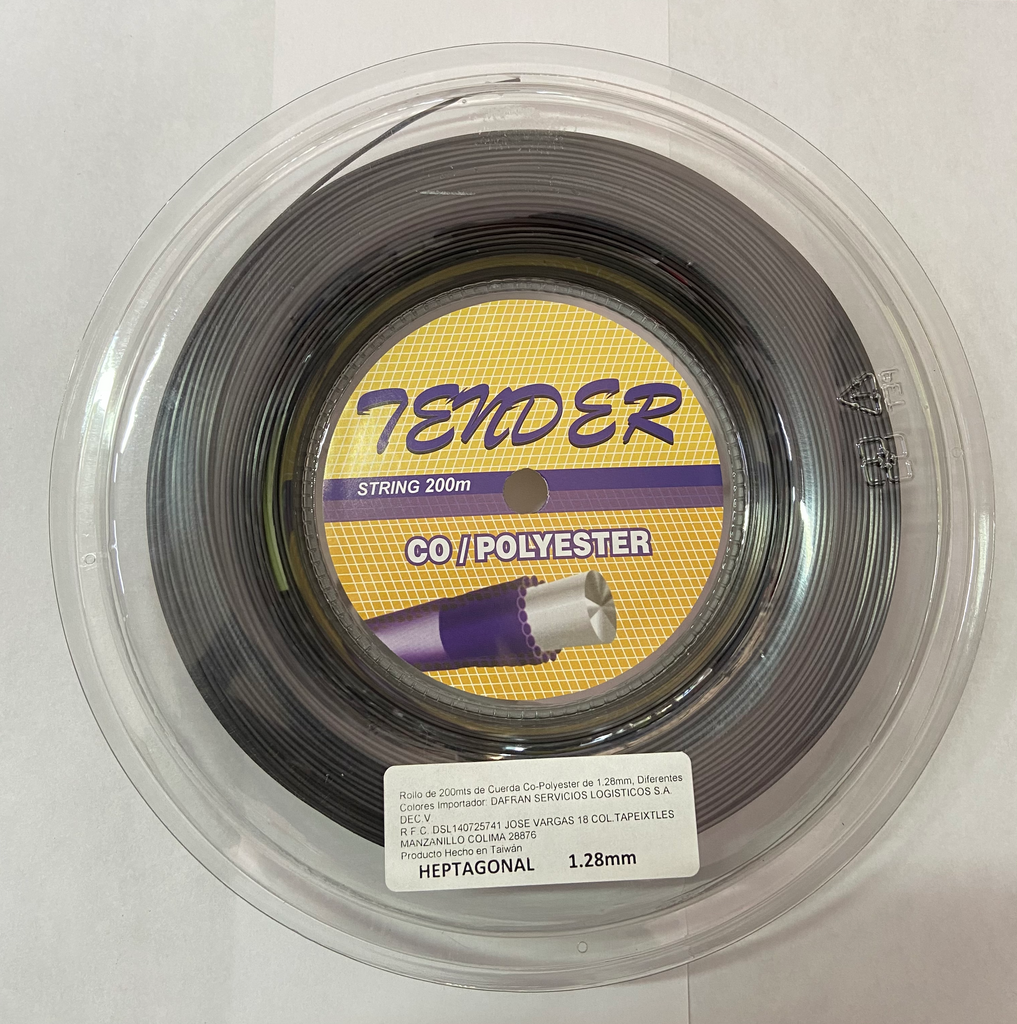 TENDER
STRING 200m
CO / POLYESTER
Rollo de 200mts de Cuerda Co-Polyester de 1.28mm, Diferentes
Colores Importador: DAFRAN SERVICIOS LOGISTICOS S.A.
DEC.V
R.F.C. DSL140725741 JOSE VARGAS 18 COL.TAPEIXTLES
MANZANILLO COLIMA 28876
Producto Hecho en Taiwán
HEPTAGONAL 1.28mm